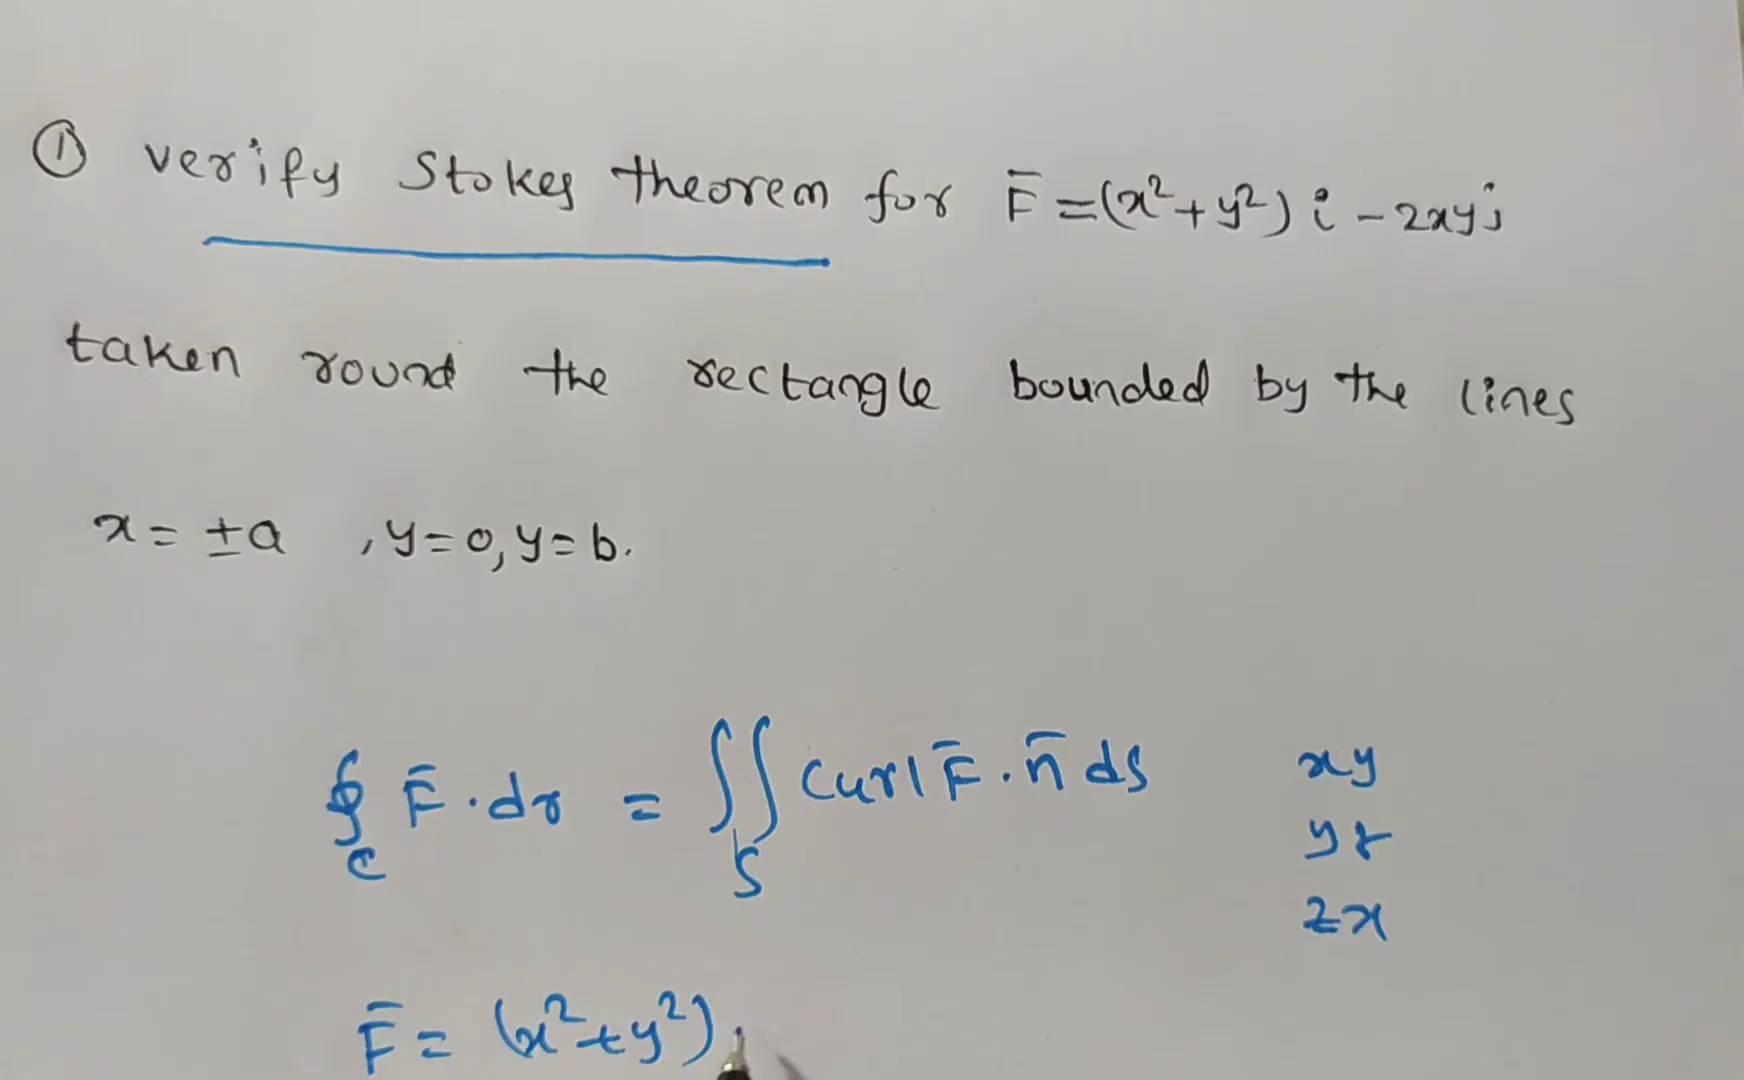 ① verify Stokes theorem for F̄ = (x²+y²) i - 2xyj
taken round the rectangle bounded by the lines
x = ±a , y=0, y=b.
∮_C F̄ . dr = ∬_S curl F̄ . n̄ ds
xy
yz
zx
F̄ = (x²+y²)